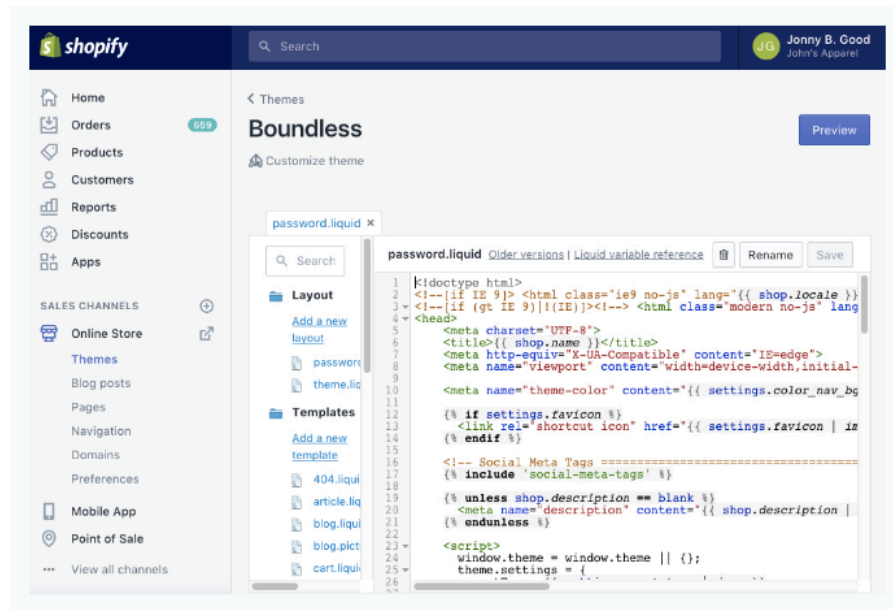 shopify
Search
JG
Jonny B. Good
John's Apparel
Home
Orders 659
Products
Customers
Reports
Discounts
Apps
SALES CHANNELS
Online Store
Themes
Blog posts
Pages
Navigation
Domains
Preferences
Mobile App
Point of Sale
View all channels
Themes
Boundless
Preview
Customize theme
password.liquid ×
Search
Layout
Add a new
layout
password
theme.liq
Templates
Add a new
template
404.liqui
article.liq
blog.liqui
blog.pict
cart.liqui
password.liquid Older versions | Liquid variable reference Rename Save
1 <!doctype html>
2 <!--[if IE 9]> <html class="ie9 no-js" lang="{{ shop.locale }}
3 <!--[if (gt IE 9)|!(IE)]><!--> <html class="modern no-js" lang
4 <head>
5 <meta charset="UTF-8">
6 <title>{{ shop.name }}</title>
7 <meta http-equiv="X-UA-Compatible" content="IE=edge">
8 <meta name="viewport" content="width=device-width,initial-
9
10 <meta name="theme-color" content="{{ settings.color_nav_bg
11
12 {% if settings.favicon %}
13 <link rel="shortcut icon" href="{{ settings.favicon | im
14 {% endif %}
15
16 <!-- Social Meta Tags ==================================
17 {% include 'social-meta-tags' %}
18
19 {% unless shop.description == blank %}
20 <meta name="description" content="{{ shop.description |
21 {% endunless %}
22
23 <script>
24 window.theme = window.theme || {};
25 theme.settings = {
26